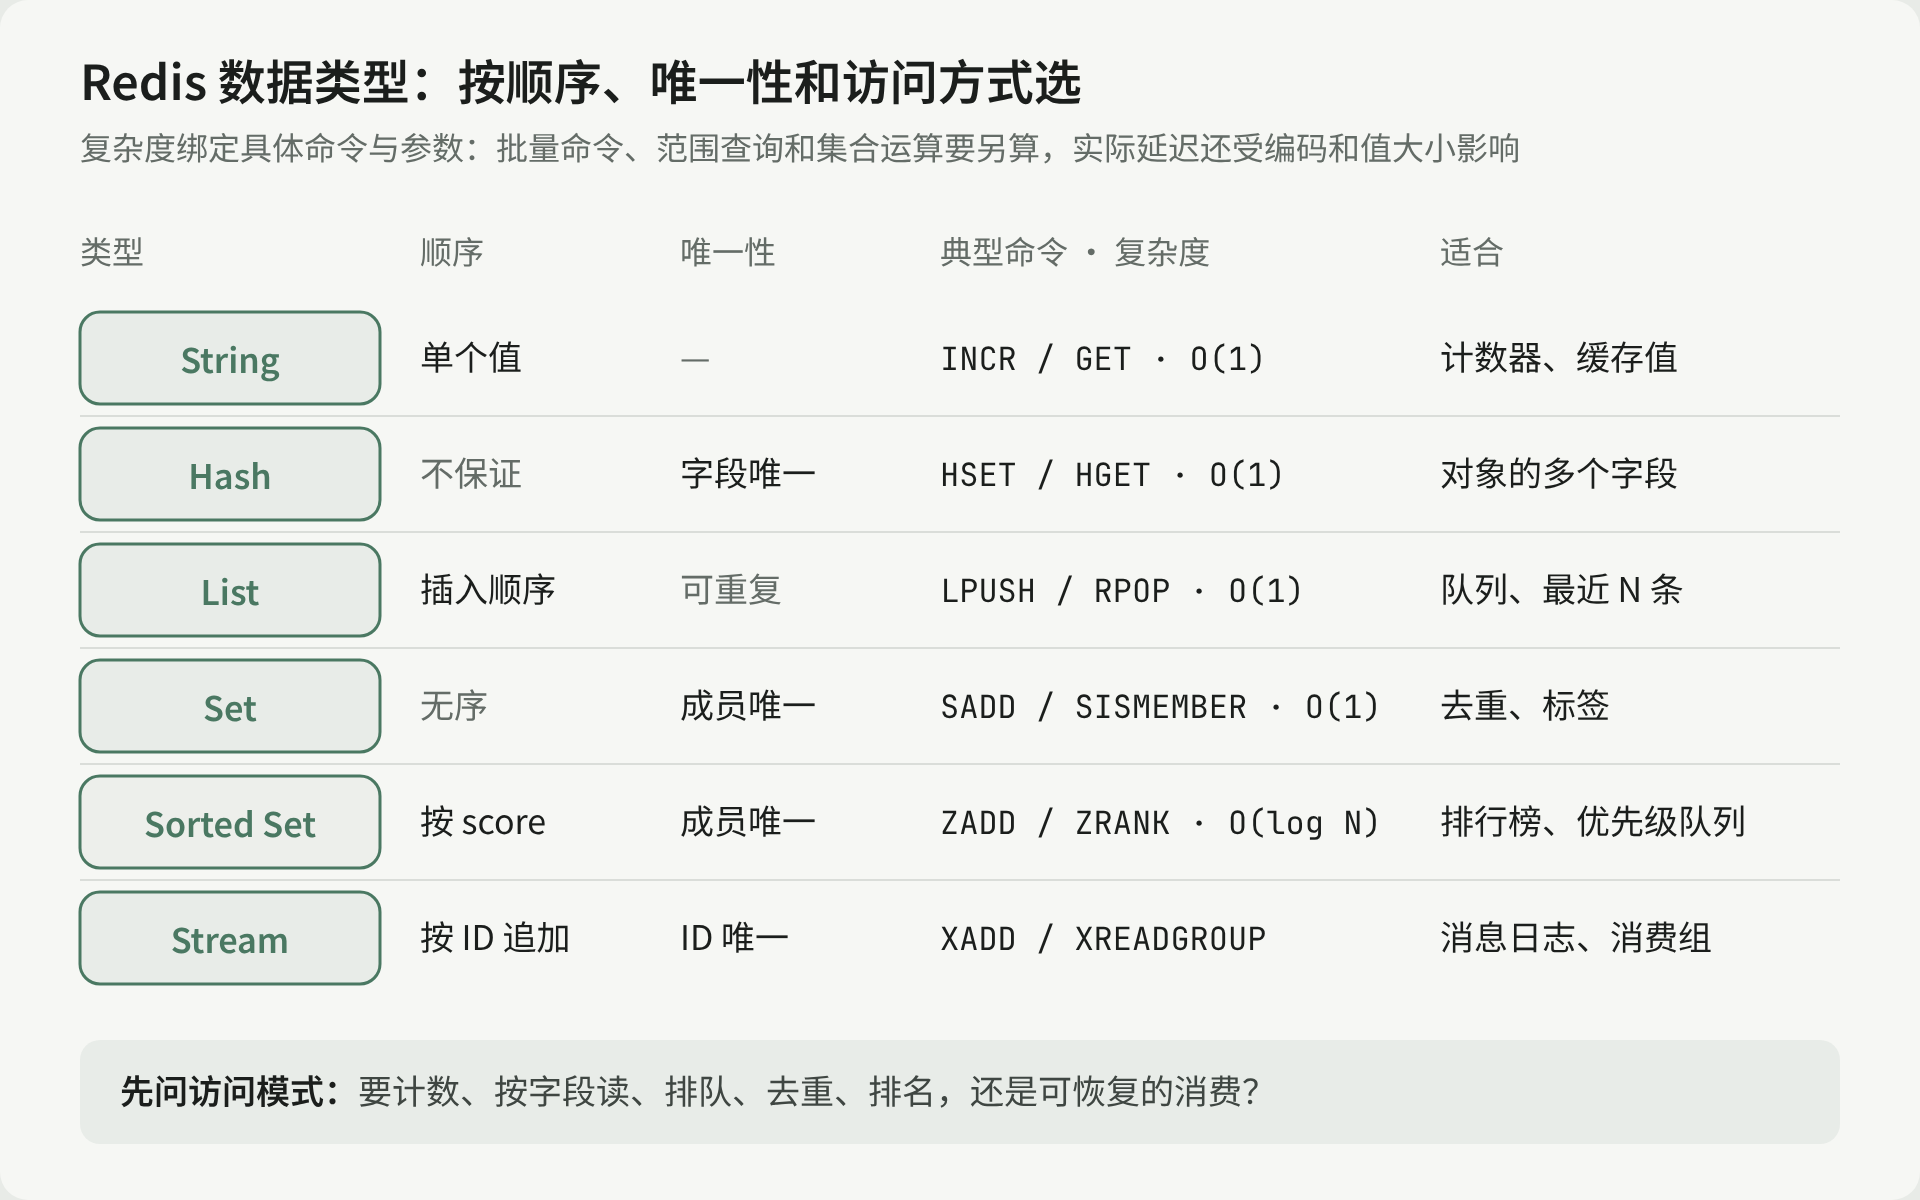 Redis 数据类型：按顺序、唯一性和访问方式选
复杂度绑定具体命令与参数：批量命令、范围查询和集合运算要另算，实际延迟还受编码和值大小影响
类型 顺序 唯一性 典型命令 · 复杂度 适合
String 单个值 — INCR / GET · O(1) 计数器、缓存值
Hash 不保证 字段唯一 HSET / HGET · O(1) 对象的多个字段
List 插入顺序 可重复 LPUSH / RPOP · O(1) 队列、最近 N 条
Set 无序 成员唯一 SADD / SISMEMBER · O(1) 去重、标签
Sorted Set 按 score 成员唯一 ZADD / ZRANK · O(log N) 排行榜、优先级队列
Stream 按 ID 追加 ID 唯一 XADD / XREADGROUP 消息日志、消费组
先问访问模式：要计数、按字段读、排队、去重、排名，还是可恢复的消费？